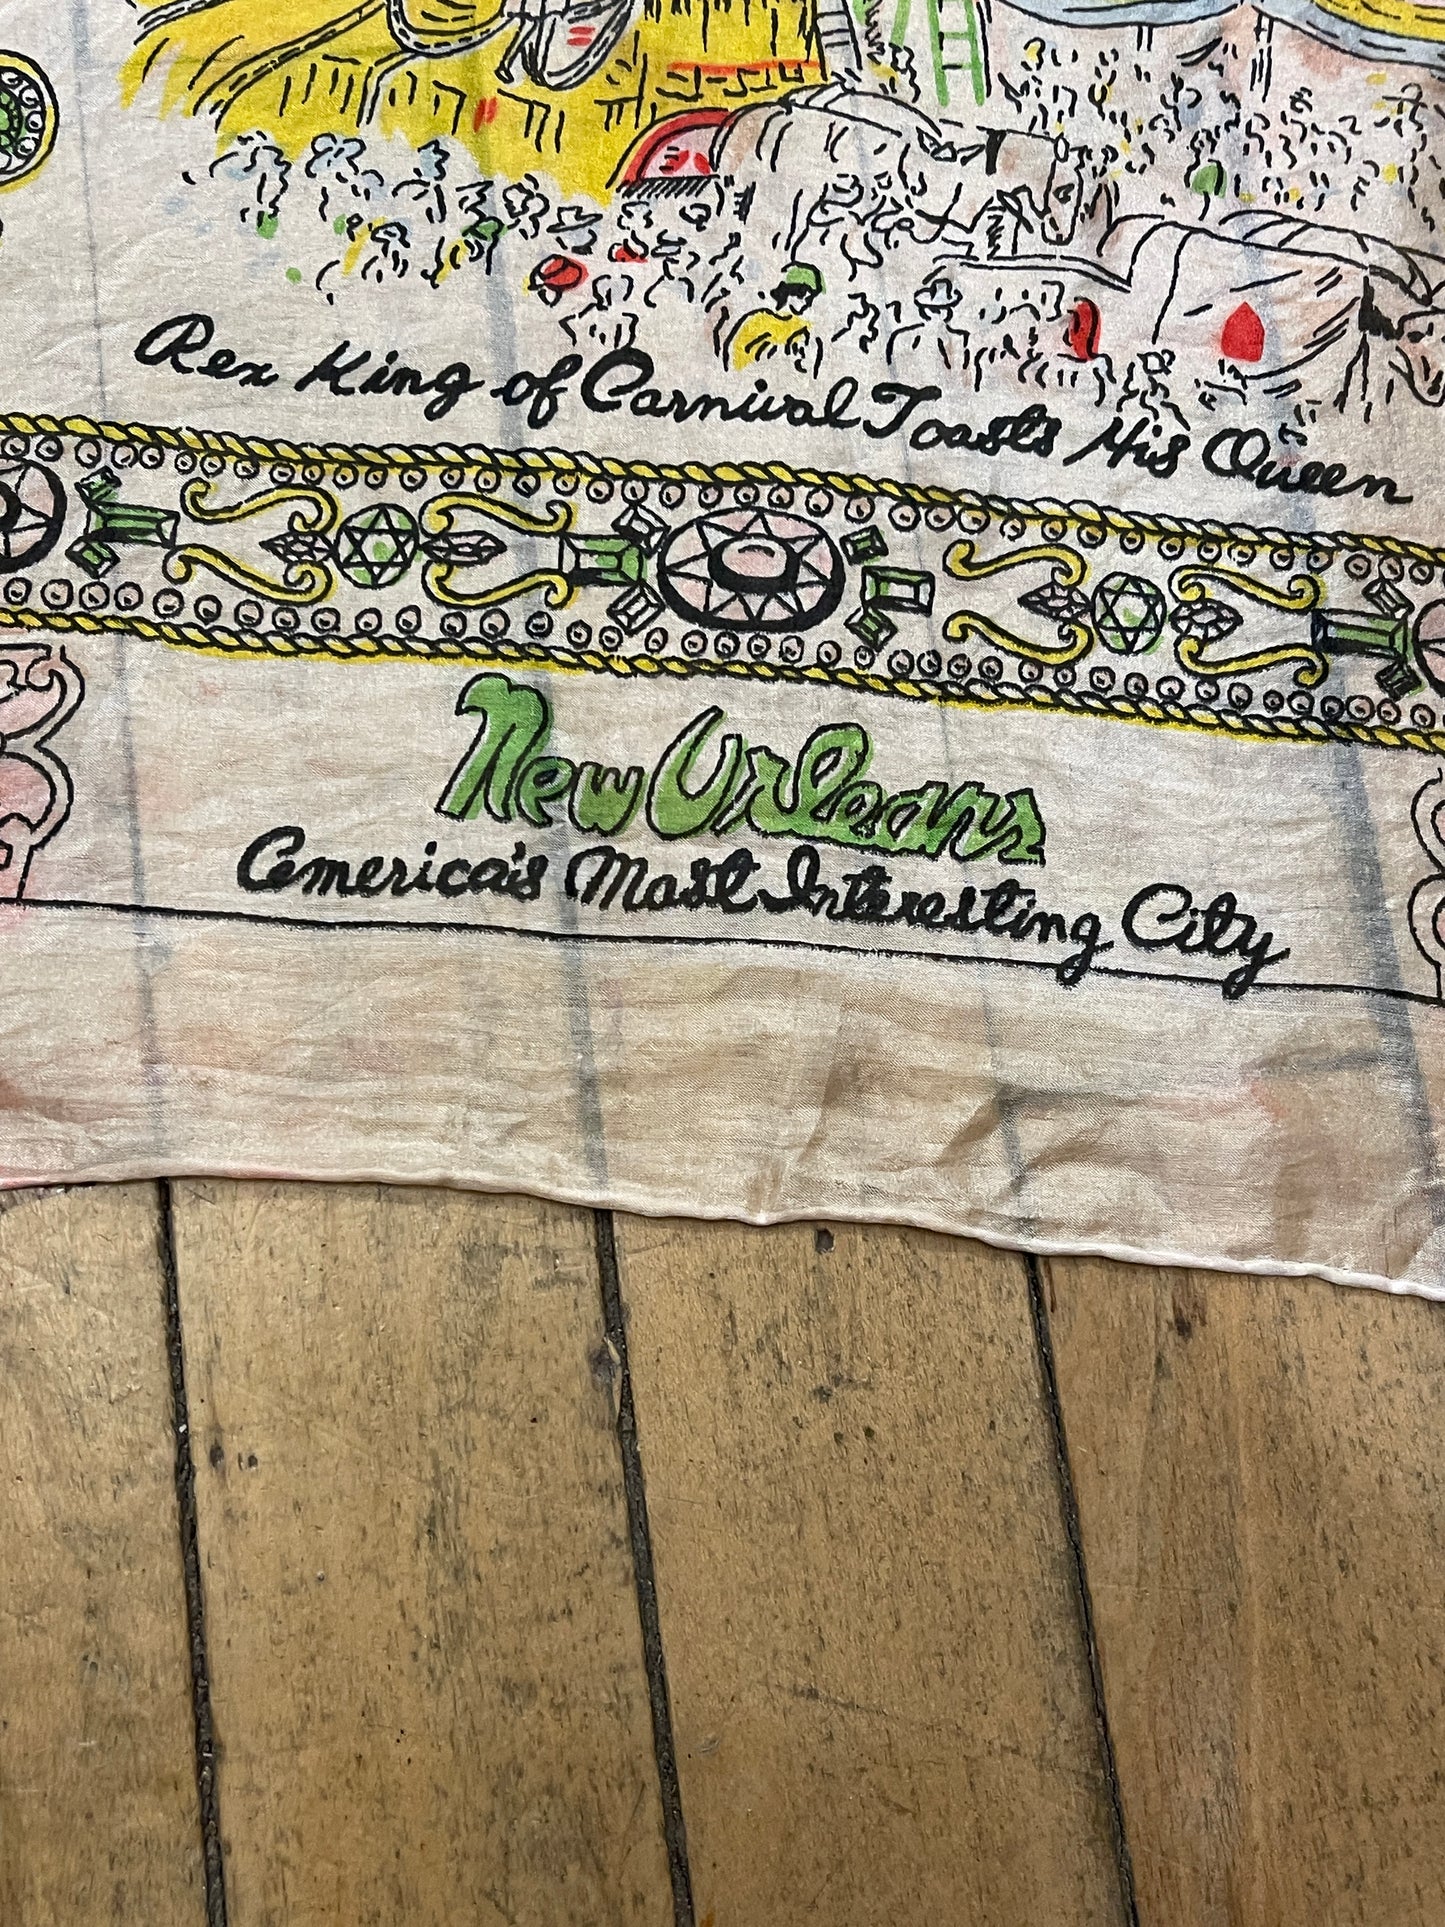 Rex King of Carnival Toasts His Queen
New Orleans
America's Most Interesting City